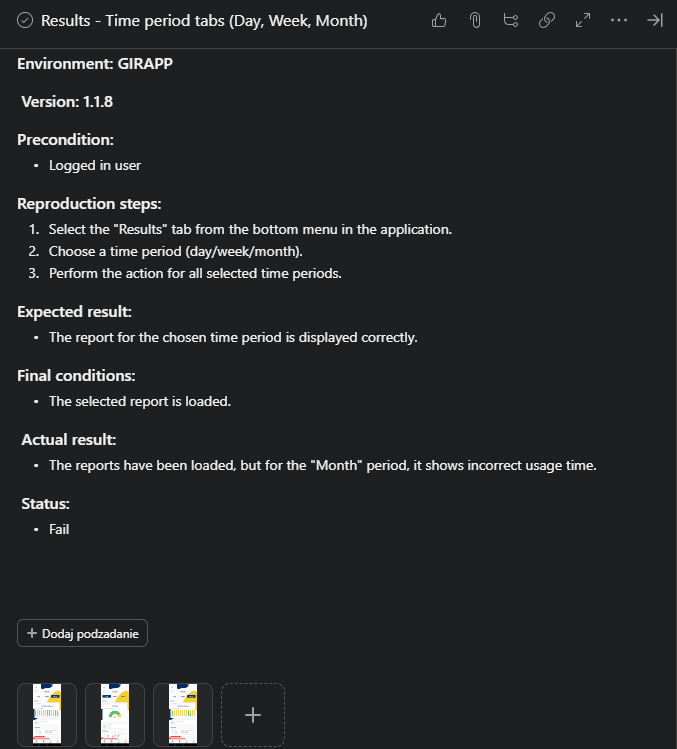 Results - Time period tabs (Day, Week, Month)
Environment: GIRAPP
Version: 1.1.8
Precondition:
• Logged in user
Reproduction steps:
1. Select the "Results" tab from the bottom menu in the application.
2. Choose a time period (day/week/month).
3. Perform the action for all selected time periods.
Expected result:
• The report for the chosen time period is displayed correctly.
Final conditions:
• The selected report is loaded.
Actual result:
• The reports have been loaded, but for the "Month" period, it shows incorrect usage time.
Status:
• Fail
+ Dodaj podzadanie